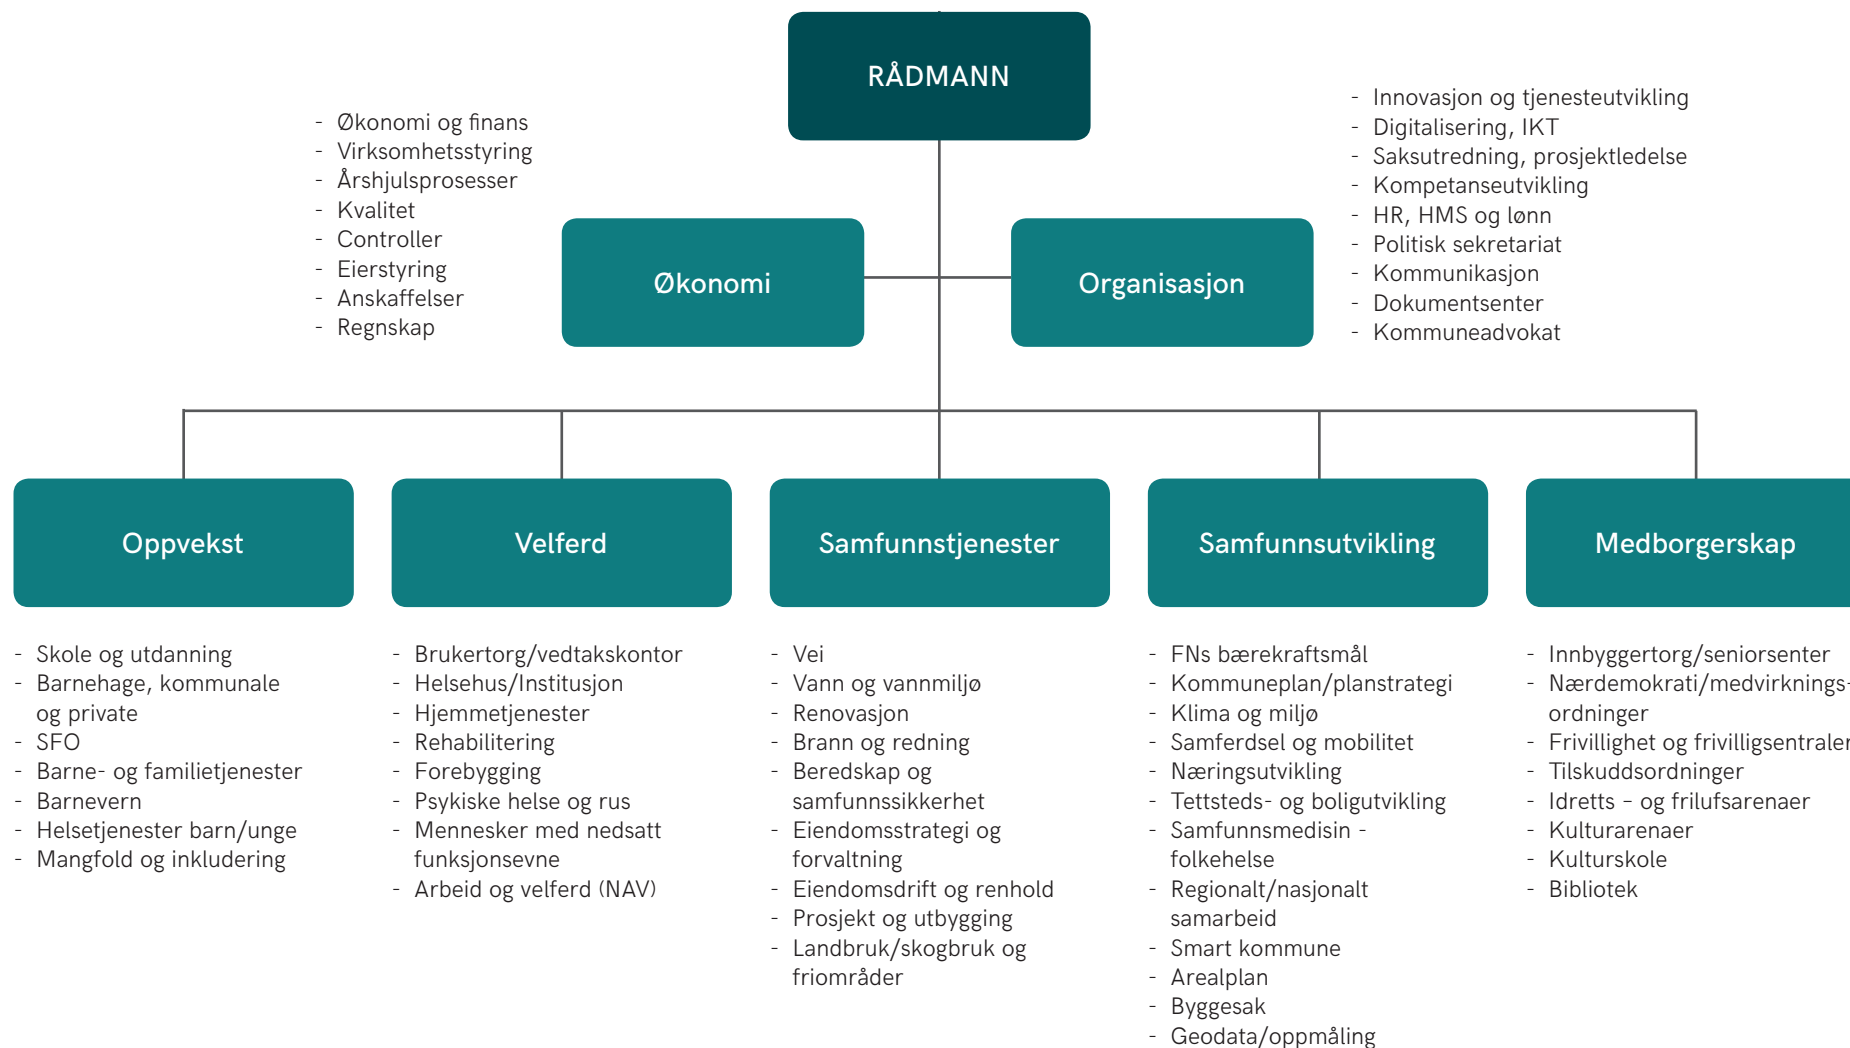 RÅDMANN
- Økonomi og finans
- Virksomhetsstyring
- Årshjulsprosesser
- Kvalitet
- Controller
- Eierstyring
- Anskaffelser
- Regnskap
Økonomi
Organisasjon
- Innovasjon og tjenesteutvikling
- Digitalisering, IKT
- Saksutredning, prosjektledelse
- Kompetanseutvikling
- HR, HMS og lønn
- Politisk sekretariat
- Kommunikasjon
- Dokumentsenter
- Kommuneadvokat
Oppvekst
- Skole og utdanning
- Barnehage, kommunale
og private
- SFO
- Barne- og familietjenester
- Barnevern
- Helsetjenester barn/unge
- Mangfold og inkludering
Velferd
- Brukertorg/vedtakskontor
- Helsehus/Institusjon
- Hjemmetjenester
- Rehabilitering
- Forebygging
- Psykiske helse og rus
- Mennesker med nedsatt
funksjonsevne
- Arbeid og velferd (NAV)
Samfunnstjenester
- Vei
- Vann og vannmiljø
- Renovasjon
- Brann og redning
- Beredskap og
samfunnssikkerhet
- Eiendomsstrategi og
forvaltning
- Eiendomsdrift og renhold
- Prosjekt og utbygging
- Landbruk/skogbruk og
friområder
Samfunnsutvikling
- FNs bærekraftsmål
- Kommuneplan/planstrategi
- Klima og miljø
- Samferdsel og mobilitet
- Næringsutvikling
- Tettsteds- og boligutvikling
- Samfunnsmedisin -
folkehelse
- Regionalt/nasjonalt
samarbeid
- Smart kommune
- Arealplan
- Byggesak
- Geodata/oppmåling
Medborgerskap
- Innbyggertorg/seniorsenter
- Nærdemokrati/medvirknings-
ordninger
- Frivillighet og frivilligsentraler
- Tilskuddsordninger
- Idretts – og frilufsarenaer
- Kulturarenaer
- Kulturskole
- Bibliotek